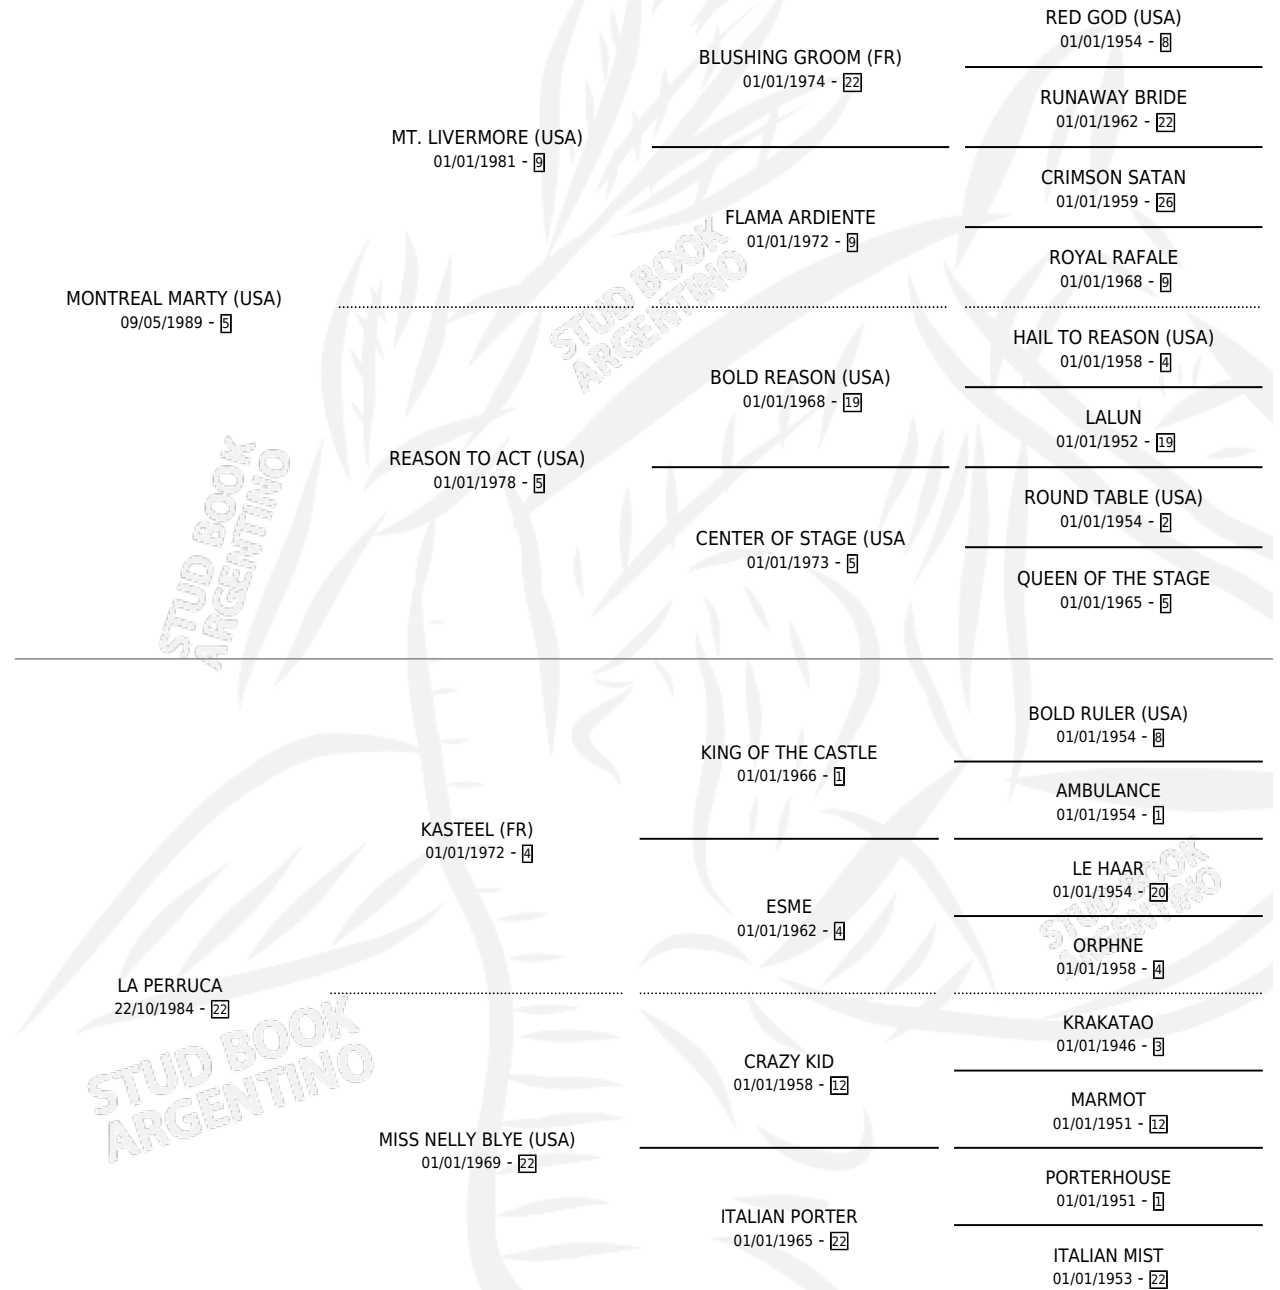 RED GOD (USA)
01/01/1954 - 8
BLUSHING GROOM (FR)
01/01/1974 - 22
RUNAWAY BRIDE
01/01/1962 - 22
MT. LIVERMORE (USA)
01/01/1981 - 9
CRIMSON SATAN
01/01/1959 - 26
FLAMA ARDIENTE
01/01/1972 - 9
ROYAL RAFALE
01/01/1968 - 9
MONTREAL MARTY (USA)
09/05/1989 - 5
HAIL TO REASON (USA)
01/01/1958 - 4
BOLD REASON (USA)
01/01/1968 - 19
LALUN
01/01/1952 - 19
REASON TO ACT (USA)
01/01/1978 - 5
ROUND TABLE (USA)
01/01/1954 - 2
CENTER OF STAGE (USA
01/01/1973 - 5
QUEEN OF THE STAGE
01/01/1965 - 5
STUD BOOK
ARGENTINO
STUD BOOK
ARGENTINO
BOLD RULER (USA)
01/01/1954 - 8
KING OF THE CASTLE
01/01/1966 - 1
AMBULANCE
01/01/1954 - 1
KASTEEL (FR)
01/01/1972 - 4
LE HAAR
01/01/1954 - 20
ESME
01/01/1962 - 4
ORPHNE
01/01/1958 - 4
LA PERRUCA
22/10/1984 - 22
KRAKATAO
01/01/1946 - 3
CRAZY KID
01/01/1958 - 12
MARMOT
01/01/1951 - 12
MISS NELLY BLYE (USA)
01/01/1969 - 22
PORTERHOUSE
01/01/1951 - 1
ITALIAN PORTER
01/01/1965 - 22
ITALIAN MIST
01/01/1953 - 22
STUD BOOK
ARGENTINO
STUD BOOK
ARGENTINO